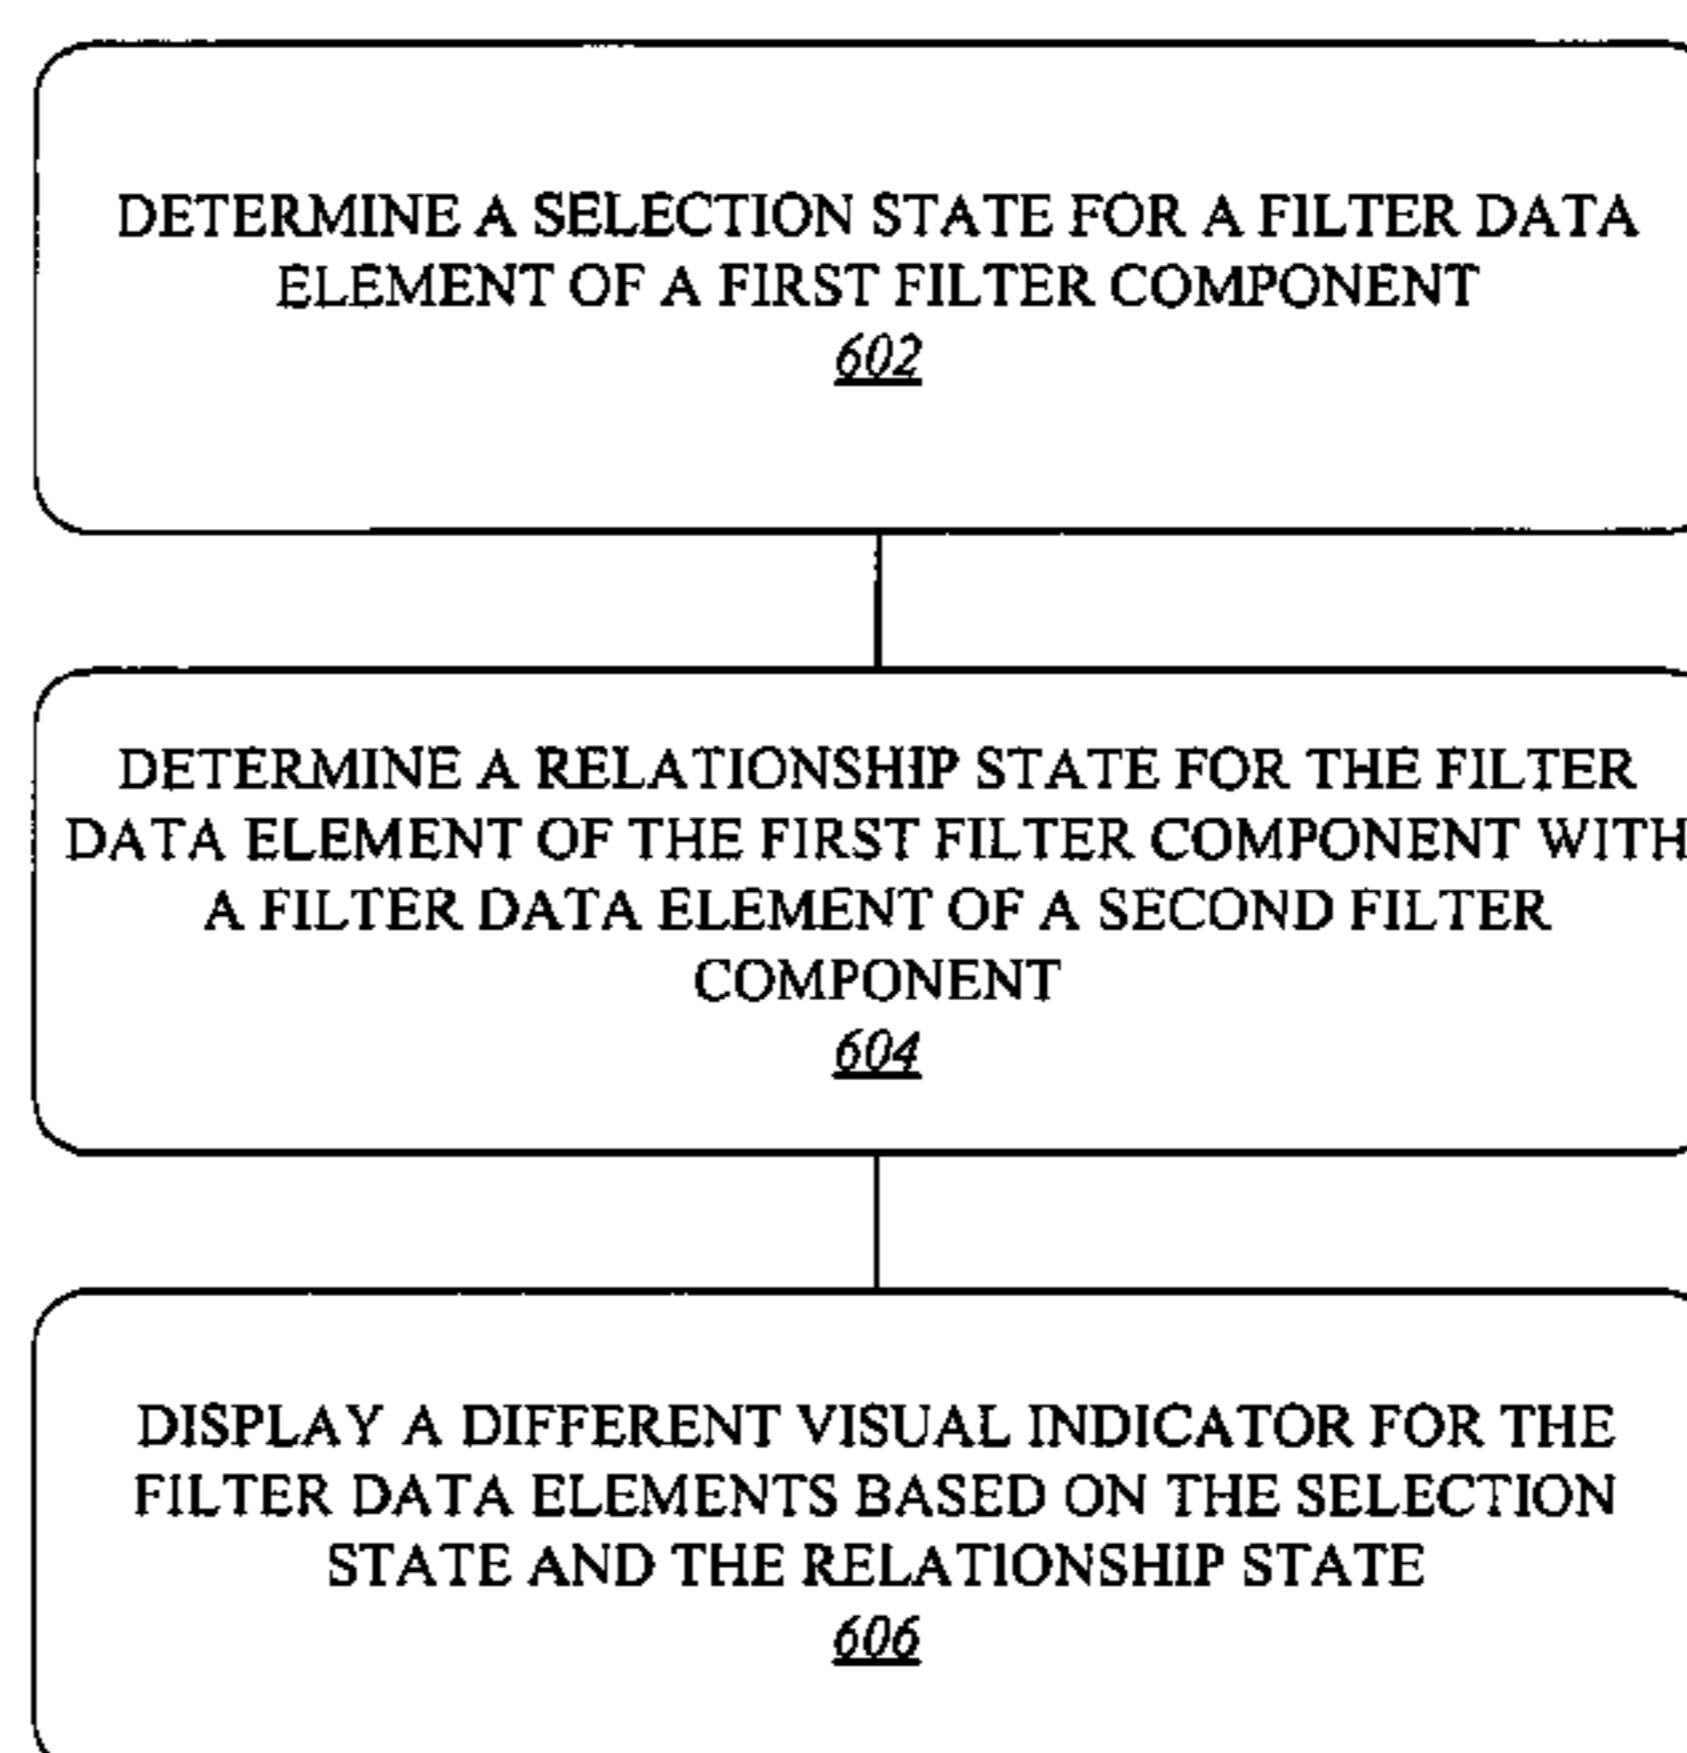 DETERMINE A SELECTION STATE FOR A FILTER DATA
ELEMENT OF A FIRST FILTER COMPONENT
602
DETERMINE A RELATIONSHIP STATE FOR THE FILTER
DATA ELEMENT OF THE FIRST FILTER COMPONENT WITH
A FILTER DATA ELEMENT OF A SECOND FILTER
COMPONENT
604
DISPLAY A DIFFERENT VISUAL INDICATOR FOR THE
FILTER DATA ELEMENTS BASED ON THE SELECTION
STATE AND THE RELATIONSHIP STATE
606